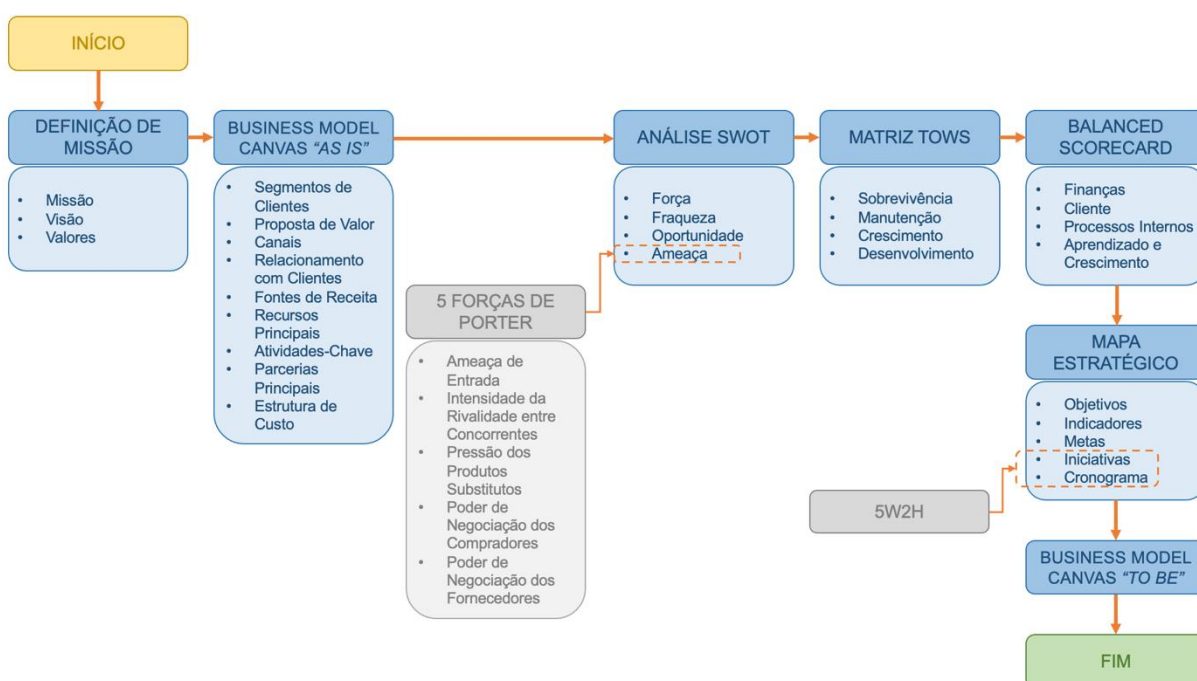 INÍCIO
DEFINIÇÃO DE
MISSÃO
• Missão
• Visão
• Valores
BUSINESS MODEL
CANVAS “AS IS”
• Segmentos de
Clientes
• Proposta de Valor
• Canais
• Relacionamento
com Clientes
• Fontes de Receita
• Recursos
Principais
• Atividades-Chave
• Parcerias
Principais
• Estrutura de
Custo
5 FORÇAS DE
PORTER
• Ameaça de
Entrada
• Intensidade da
Rivalidade entre
Concorrentes
• Pressão dos
Produtos
Substitutos
• Poder de
Negociação dos
Compradores
• Poder de
Negociação dos
Fornecedores
ANÁLISE SWOT
• Força
• Fraqueza
• Oportunidade
• Ameaça
MATRIZ TOWS
• Sobrevivência
• Manutenção
• Crescimento
• Desenvolvimento
BALANCED
SCORECARD
• Finanças
• Cliente
• Processos Internos
• Aprendizado e
Crescimento
MAPA
ESTRATÉGICO
• Objetivos
• Indicadores
• Metas
• Iniciativas
• Cronograma
5W2H
BUSINESS MODEL
CANVAS “TO BE”
FIM